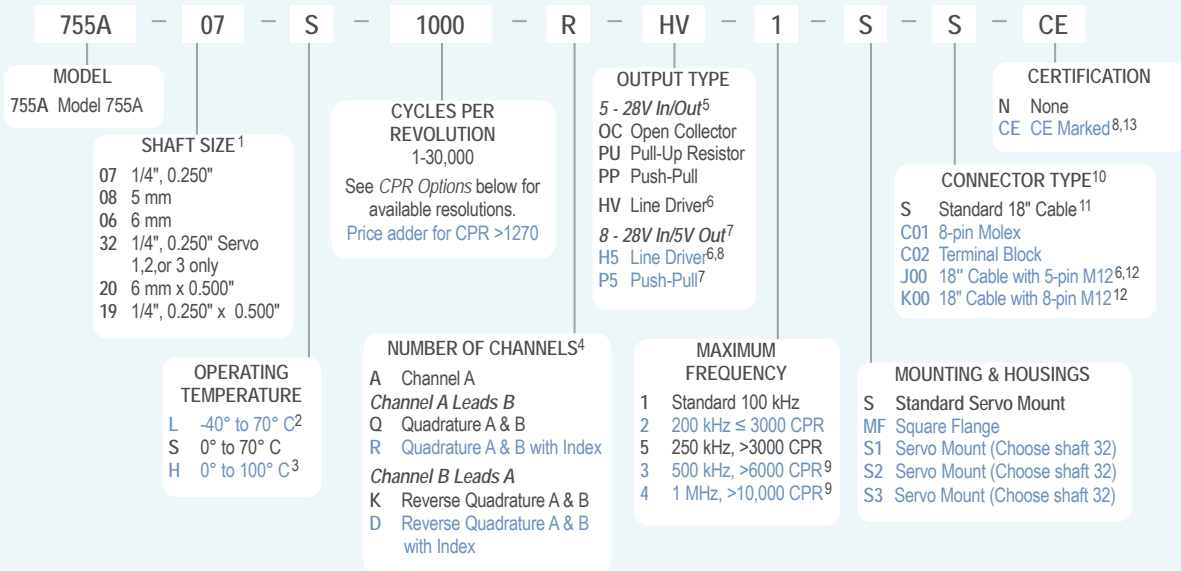 755A – 07 – S – 1000 – R – HV – 1 – S – S – CE
MODEL
755A Model 755A
SHAFT SIZE1
07 1/4", 0.250"
08 5 mm
06 6 mm
32 1/4", 0.250" Servo
1,2,or 3 only
20 6 mm x 0.500"
19 1/4", 0.250" x 0.500"
OPERATING
TEMPERATURE
L -40° to 70° C2
S 0° to 70° C
H 0° to 100° C3
CYCLES PER
REVOLUTION
1-30,000
See CPR Options below for
available resolutions.
Price adder for CPR >1270
NUMBER OF CHANNELS4
A Channel A
Channel A Leads B
Q Quadrature A & B
R Quadrature A & B with Index
Channel B Leads A
K Reverse Quadrature A & B
D Reverse Quadrature A & B
with Index
OUTPUT TYPE
5 - 28V In/Out5
OC Open Collector
PU Pull-Up Resistor
PP Push-Pull
HV Line Driver6
8 - 28V In/5V Out7
H5 Line Driver6,8
P5 Push-Pull7
MAXIMUM
FREQUENCY
1 Standard 100 kHz
2 200 kHz ≤ 3000 CPR
5 250 kHz, >3000 CPR
3 500 kHz, >6000 CPR9
4 1 MHz, >10,000 CPR9
MOUNTING & HOUSINGS
S Standard Servo Mount
MF Square Flange
S1 Servo Mount (Choose shaft 32)
S2 Servo Mount (Choose shaft 32)
S3 Servo Mount (Choose shaft 32)
CONNECTOR TYPE10
S Standard 18" Cable11
C01 8-pin Molex
C02 Terminal Block
J00 18" Cable with 5-pin M126,12
K00 18" Cable with 8-pin M1212
CERTIFICATION
N None
CE CE Marked8,13